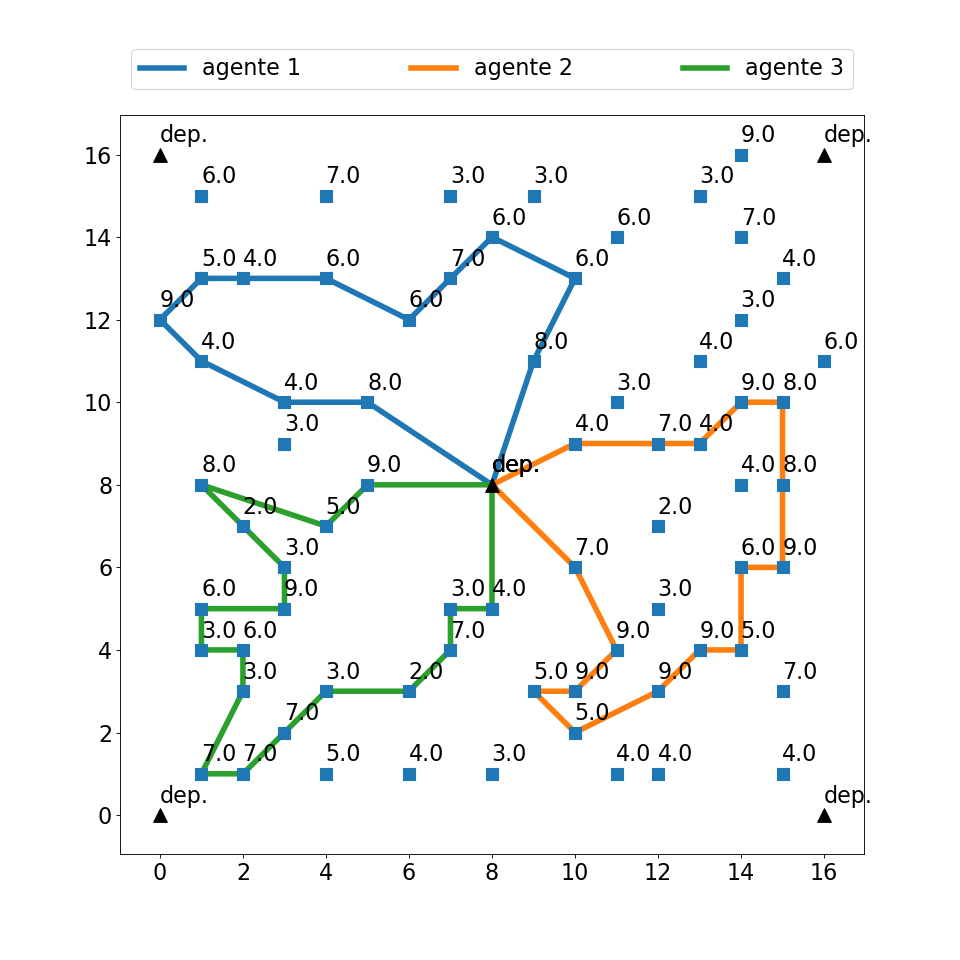 agente 1 agente 2 agente 3
9.0
dep. dep.
16
6.0 7.0 3.0 3.0 3.0
6.0 6.0 7.0
14
5.0 4.0 6.0 7.0 6.0 4.0
9.0 6.0 3.0
12
4.0 8.0 4.0 6.0
4.0 8.0 3.0 9.0 8.0
10
3.0 4.0 7.0 4.0
8.0 9.0 dep. 4.0 8.0
8
2.0 5.0 2.0
3.0 7.0 6.0 9.0
6
6.0 9.0 3.0 4.0 3.0
3.0 6.0 7.0 9.0 9.0 5.0
4
3.0 3.0 2.0 5.0 9.0 9.0 7.0
7.0 5.0
2
7.0 7.0 5.0 4.0 3.0 4.0 4.0 4.0
dep. dep.
0
0 2 4 6 8 10 12 14 16